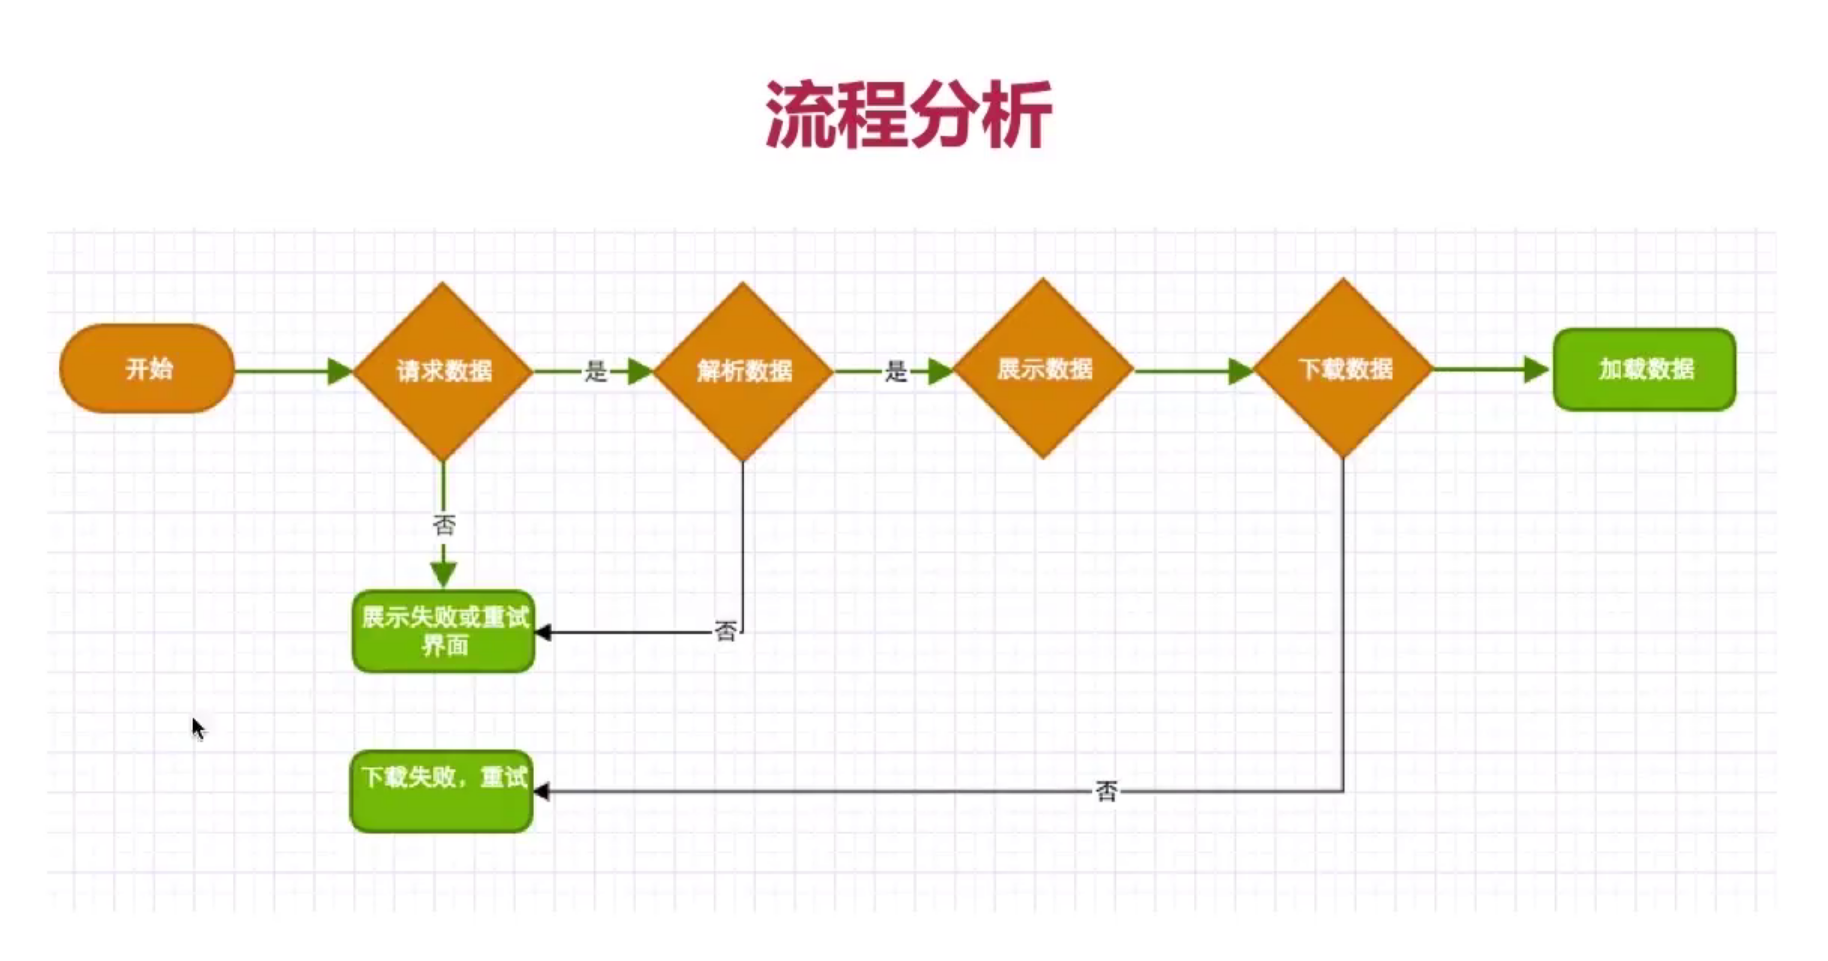 流程分析
开始
请求数据
是
解析数据
是
展示数据
下载数据
加载数据
否
展示失败或重试
界面
否
下载失败，重试
否